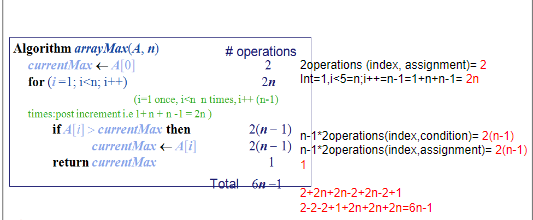 Algorithm arrayMax(A, n)
# operations
currentMax ← A[0]
2
2operations (index, assignment)= 2
for (i =1; i<n; i++)
2n
Int=1,i<5=n;i++=n-1=1+n+n-1= 2n
(i=1 once, i<n n times, i++ (n-1)
times:post increment i.e 1+ n + n -1 = 2n )
if A[i] > currentMax then
2(n − 1)
n-1*2operations(index,condition)= 2(n-1)
currentMax ← A[i]
2(n − 1)
n-1*2operations(index,assignment)= 2(n-1)
return currentMax
1
1
Total 6n −1
2+2n+2n-2+2n-2+1
2-2-2+1+2n+2n+2n=6n-1